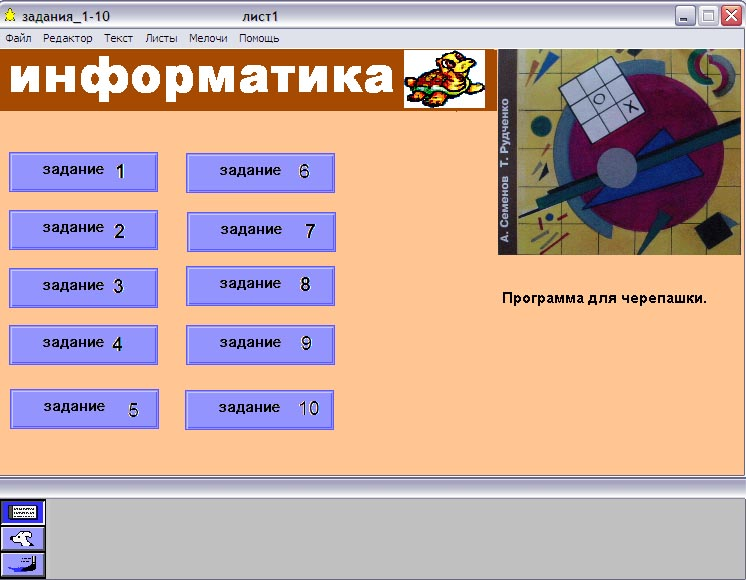 задания_1-10 лист1
Файл Редактор Текст Листы Мелочи Помощь
информатика
А. Семенов Т. Рудченко
O
X
задание 1
задание 6
задание 2
задание 7
задание 3
задание 8
задание 4
задание 9
задание 5
задание 10
Программа для черепашки.